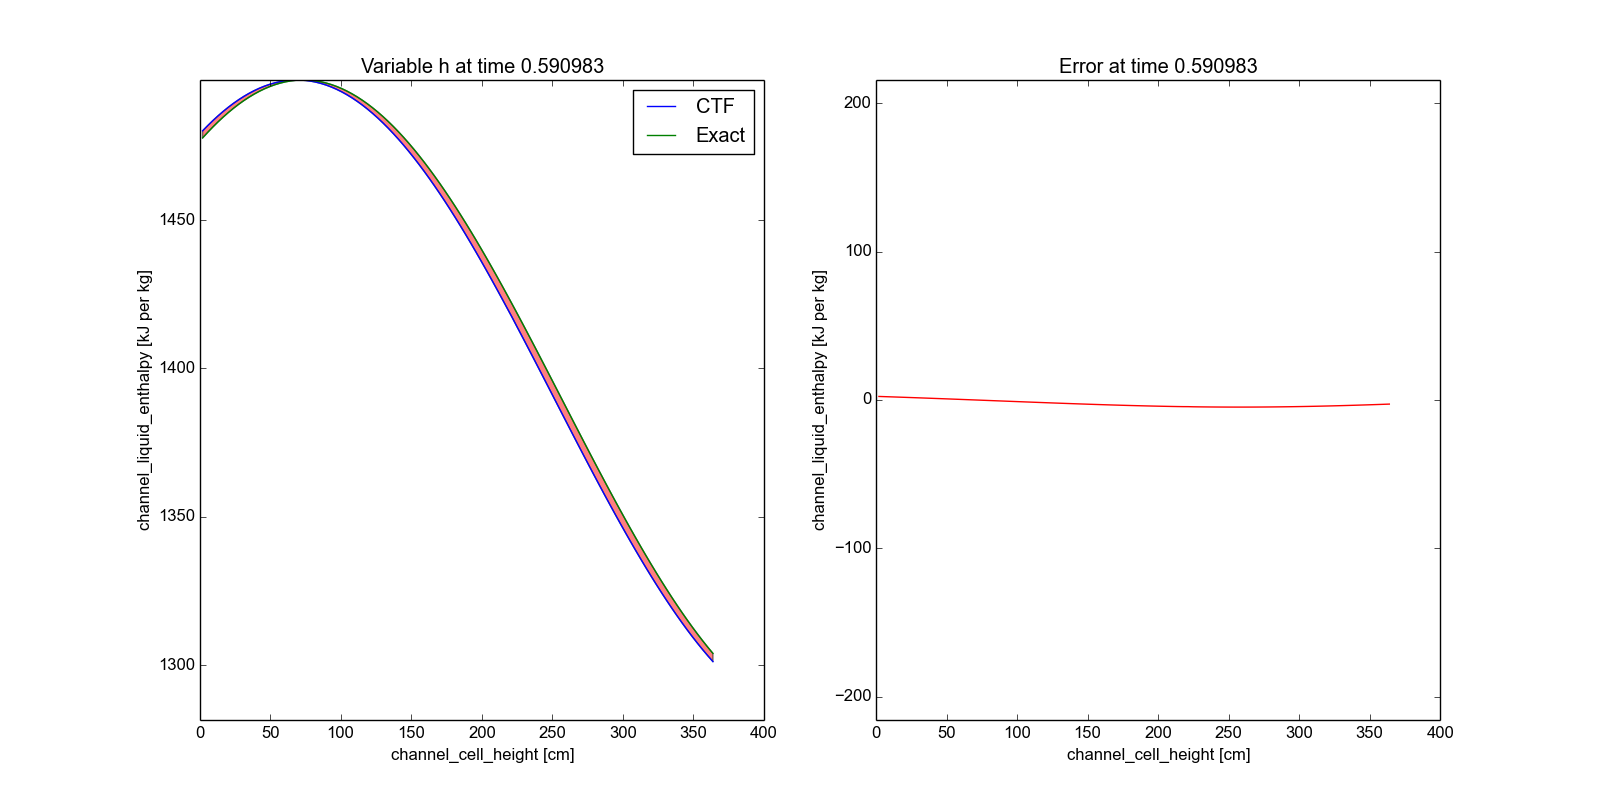 Variable h at time 0.590983
CTF
Exact
1450
1400
1350
1300
0 50 100 150 200 250 300 350 400
channel_cell_height [cm]
channel_liquid_enthalpy [kJ per kg]
Error at time 0.590983
200
100
0
−100
−200
0 50 100 150 200 250 300 350 400
channel_cell_height [cm]
channel_liquid_enthalpy [kJ per kg]